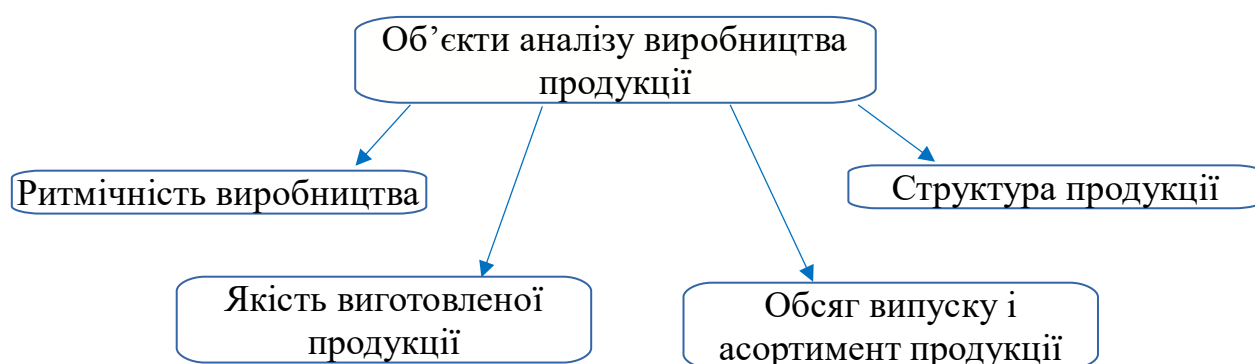 Об’єкти аналізу виробництва
продукції
Ритмічність виробництва
Структура продукції
Якість виготовленої
продукції
Обсяг випуску і
асортимент продукції